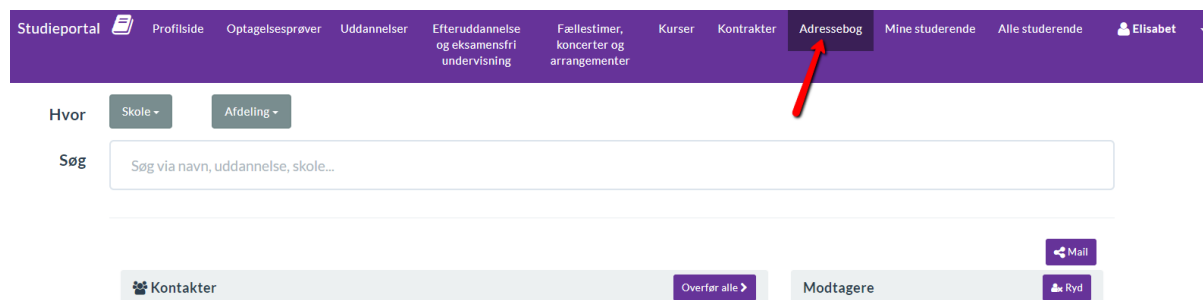 Studieportal Profilside Optagelsesprøver Uddannelser Efteruddannelse og eksamensfri undervisning Fællestimer, koncerter og arrangementer Kurser Kontrakter Adressebog Mine studerende Alle studerende Elisabet
Hvor Skole Afdeling
Søg Søg via navn, uddannelse, skole...
Mail
Kontakter Overfør alle Modtagere Ryd